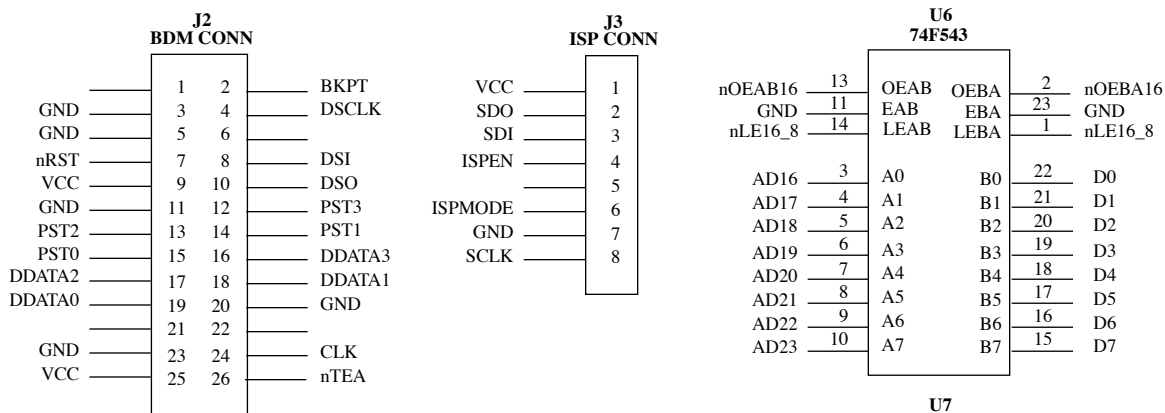 J2
BDM CONN
1 2 BKPT
GND 3 4 DSCLK
GND 5 6
nRST 7 8 DSI
VCC 9 10 DSO
GND 11 12 PST3
PST2 13 14 PST1
PST0 15 16 DDATA3
DDATA2 17 18 DDATA1
DDATA0 19 20 GND
21 22
GND 23 24 CLK
VCC 25 26 nTEA
J3
ISP CONN
VCC 1
SDO 2
SDI 3
ISPEN 4
5
ISPMODE 6
GND 7
SCLK 8
U6
74F543
nOEAB16 13 OEAB OEBA 2 nOEBA16
GND 11 EAB EBA 23 GND
nLE16_8 14 LEAB LEBA 1 nLE16_8
AD16 3 A0 B0 22 D0
AD17 4 A1 B1 21 D1
AD18 5 A2 B2 20 D2
AD19 6 A3 B3 19 D3
AD20 7 A4 B4 18 D4
AD21 8 A5 B5 17 D5
AD22 9 A6 B6 16 D6
AD23 10 A7 B7 15 D7
U7